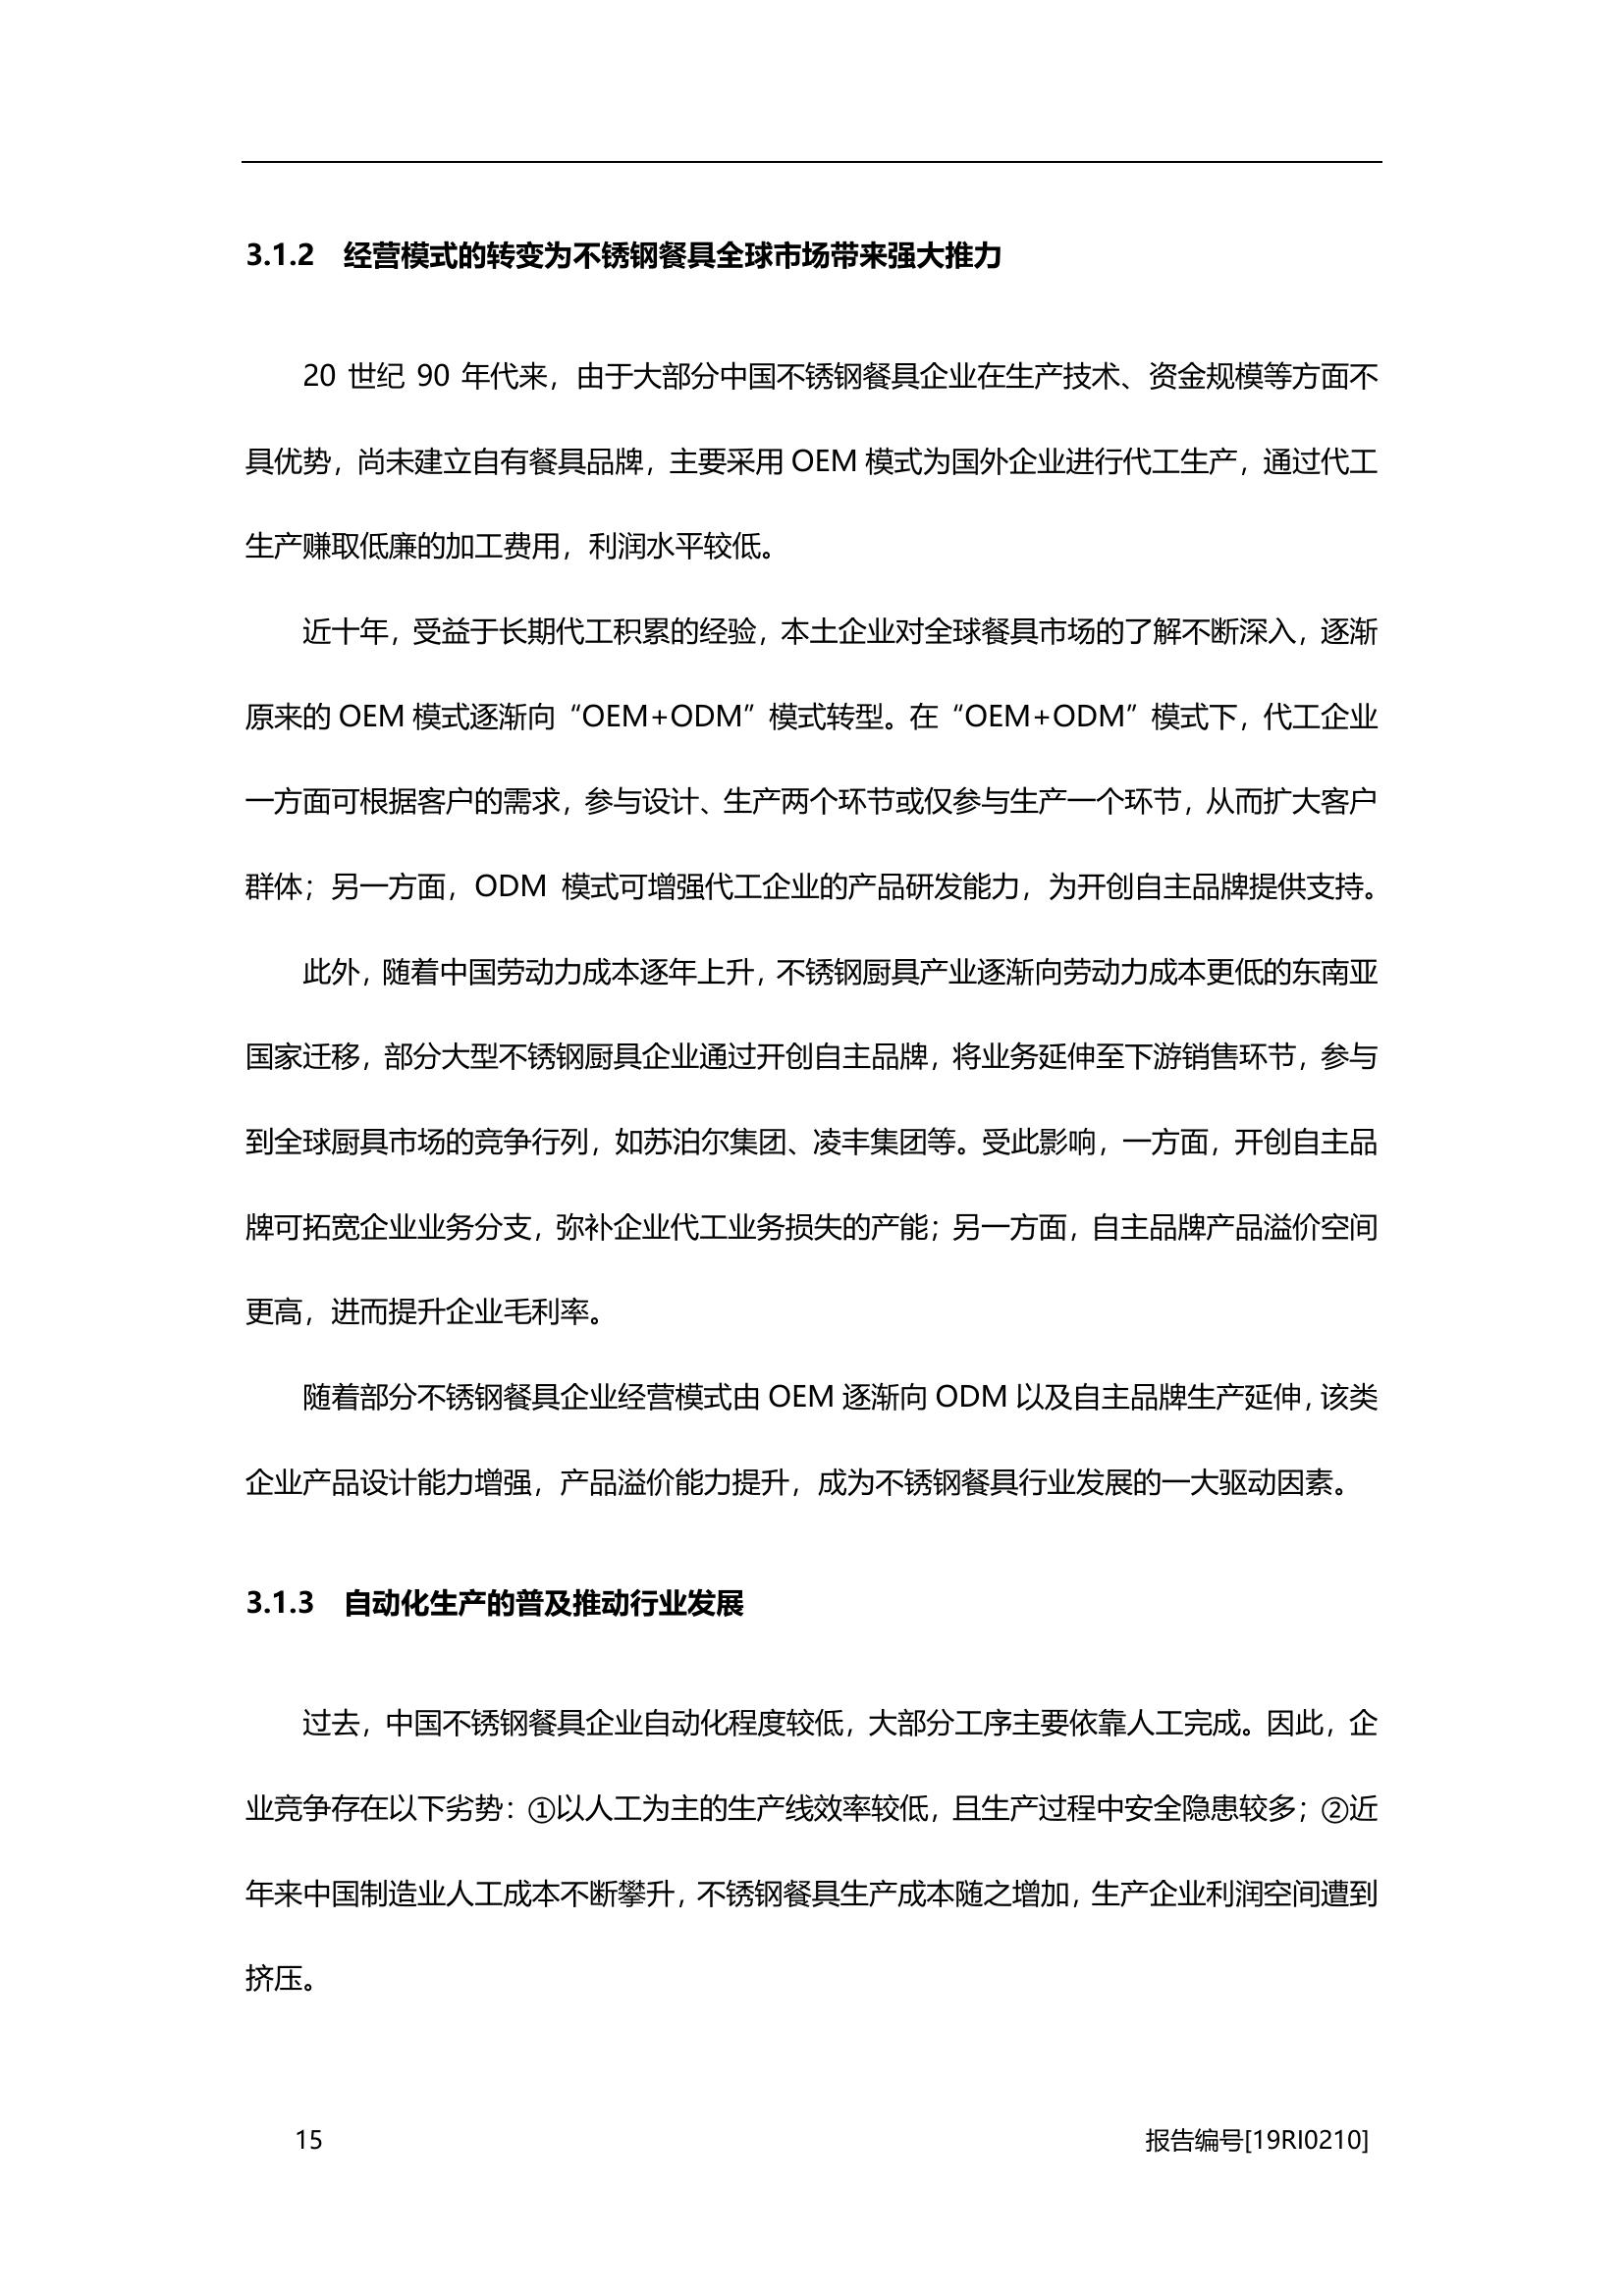 3.1.2 经营模式的转变为不锈钢餐具全球市场带来强大推力
20 世纪 90 年代来，由于大部分中国不锈钢餐具企业在生产技术、资金规模等方面不
具优势，尚未建立自有餐具品牌，主要采用 OEM 模式为国外企业进行代工生产，通过代工
生产赚取低廉的加工费用，利润水平较低。
近十年，受益于长期代工积累的经验，本土企业对全球餐具市场的了解不断深入，逐渐
原来的 OEM 模式逐渐向“OEM+ODM”模式转型。在“OEM+ODM”模式下，代工企业
一方面可根据客户的需求，参与设计、生产两个环节或仅参与生产一个环节，从而扩大客户
群体；另一方面，ODM 模式可增强代工企业的产品研发能力，为开创自主品牌提供支持。
此外，随着中国劳动力成本逐年上升，不锈钢厨具产业逐渐向劳动力成本更低的东南亚
国家迁移，部分大型不锈钢厨具企业通过开创自主品牌，将业务延伸至下游销售环节，参与
到全球厨具市场的竞争行列，如苏泊尔集团、凌丰集团等。受此影响，一方面，开创自主品
牌可拓宽企业业务分支，弥补企业代工业务损失的产能；另一方面，自主品牌产品溢价空间
更高，进而提升企业毛利率。
随着部分不锈钢餐具企业经营模式由 OEM 逐渐向 ODM 以及自主品牌生产延伸，该类
企业产品设计能力增强，产品溢价能力提升，成为不锈钢餐具行业发展的一大驱动因素。
3.1.3 自动化生产的普及推动行业发展
过去，中国不锈钢餐具企业自动化程度较低，大部分工序主要依靠人工完成。因此，企
业竞争存在以下劣势：①以人工为主的生产线效率较低，且生产过程中安全隐患较多；②近
年来中国制造业人工成本不断攀升，不锈钢餐具生产成本随之增加，生产企业利润空间遭到
挤压。
15 报告编号[19RI0210]